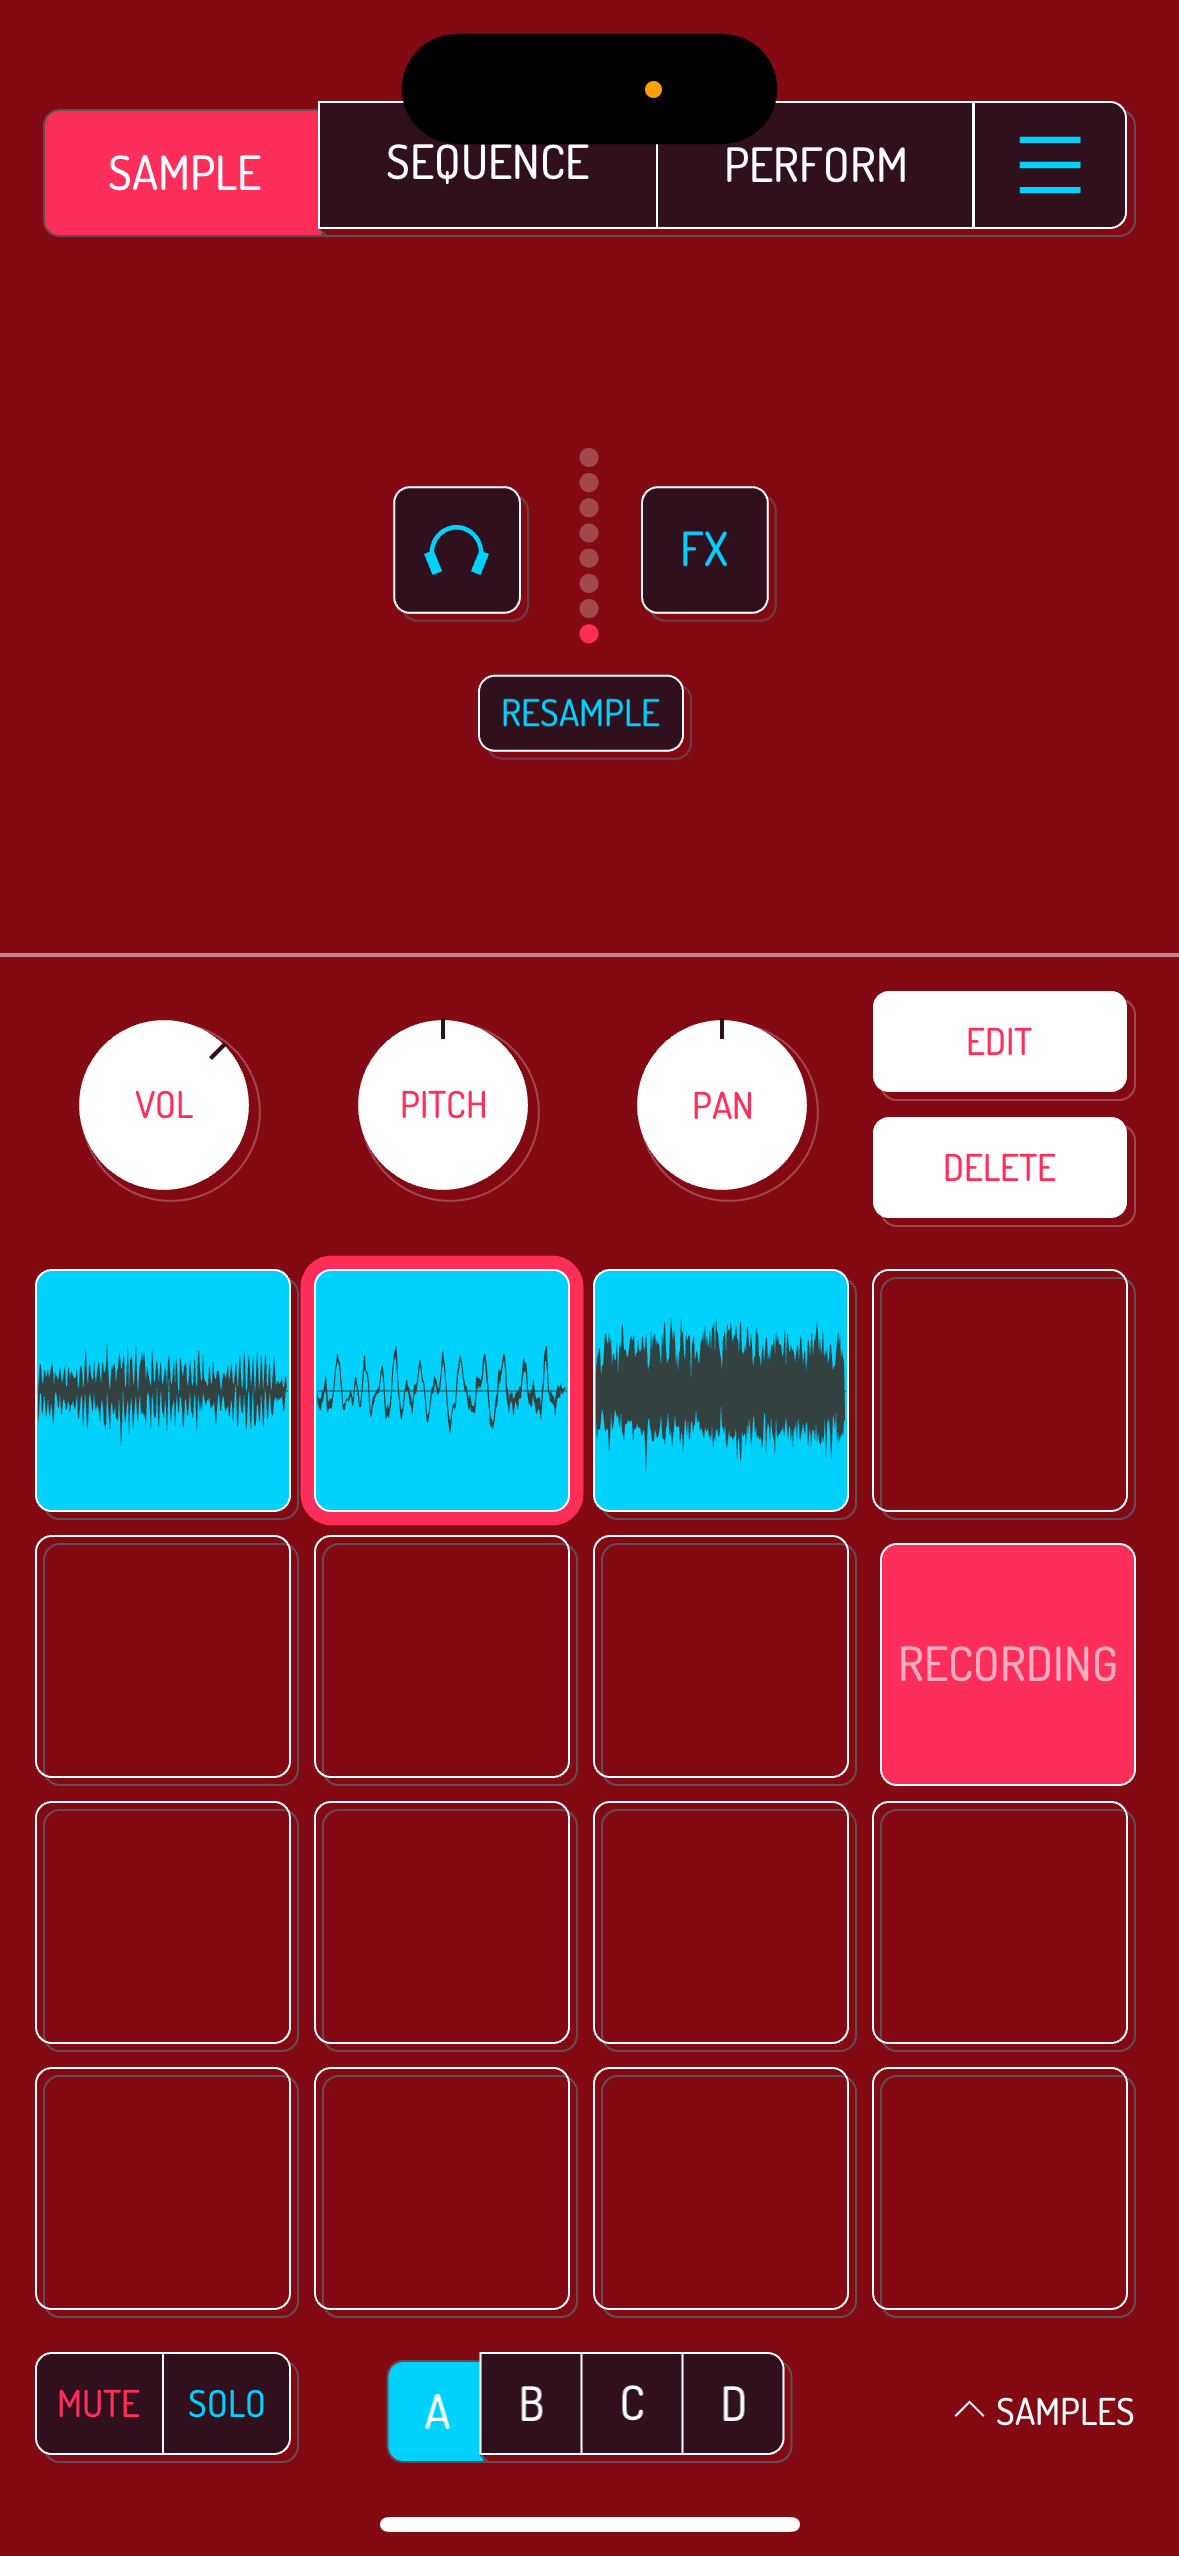 SAMPLE
SEQUENCE
PERFORM
FX
RESAMPLE
VOL
PITCH
PAN
EDIT
DELETE
RECORDING
MUTE
SOLO
A
B
C
D
SAMPLES